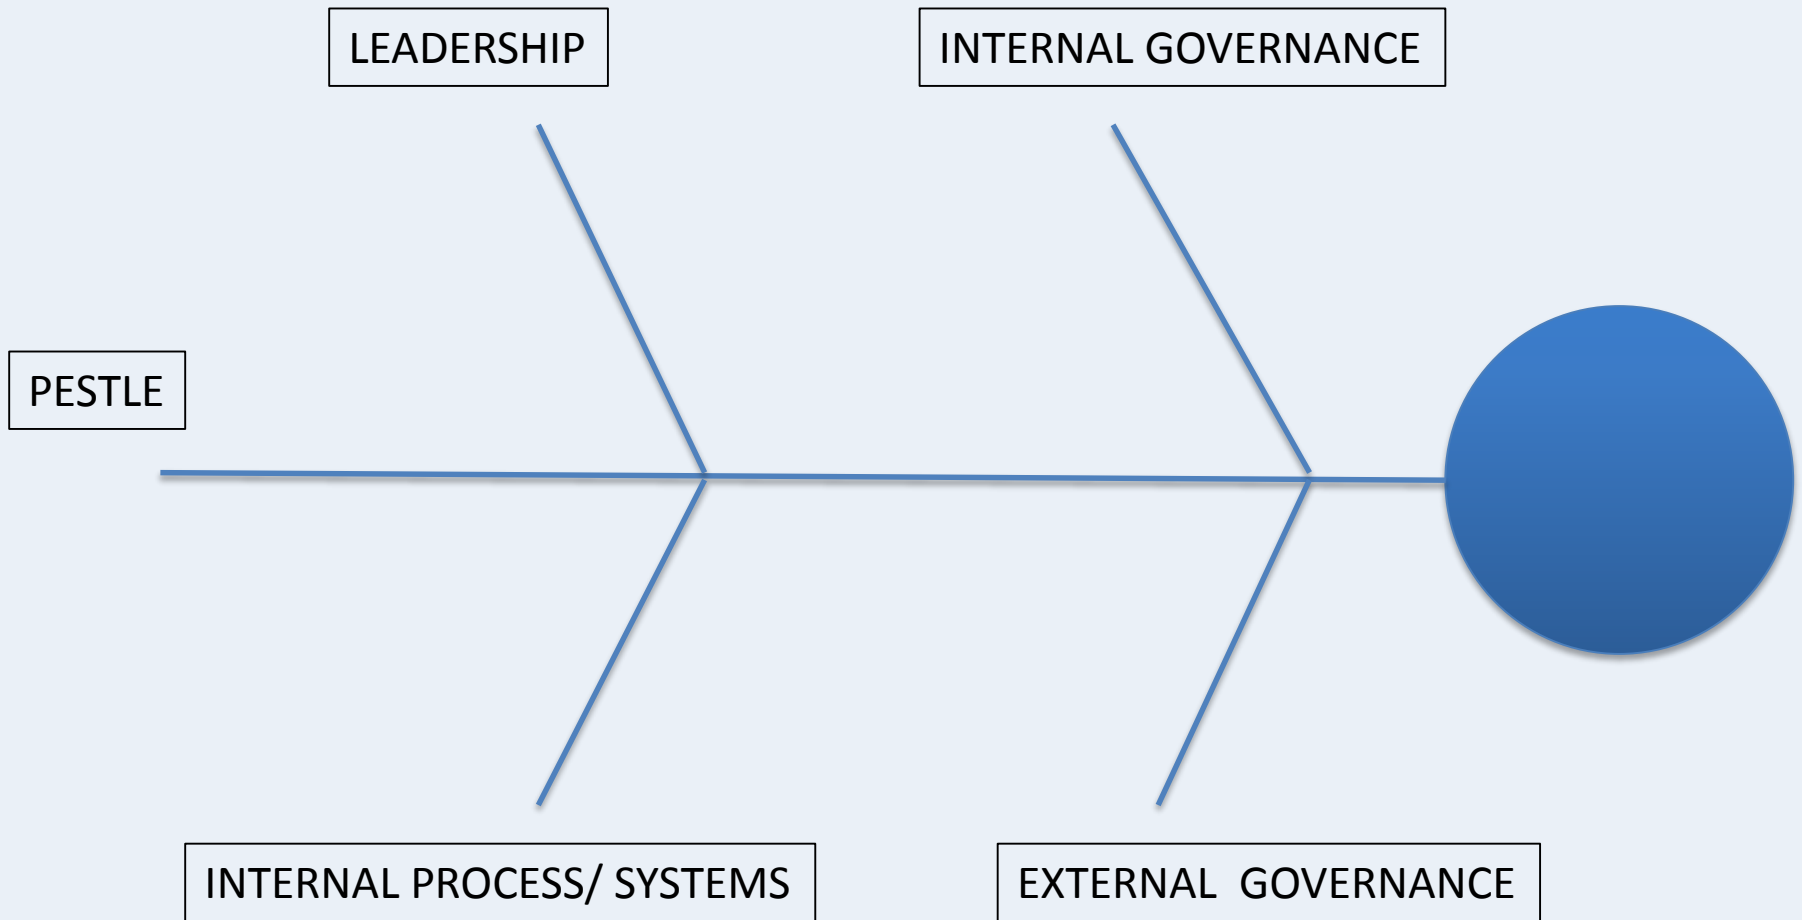 LEADERSHIP
INTERNAL GOVERNANCE
PESTLE
INTERNAL PROCESS/ SYSTEMS
EXTERNAL  GOVERNANCE